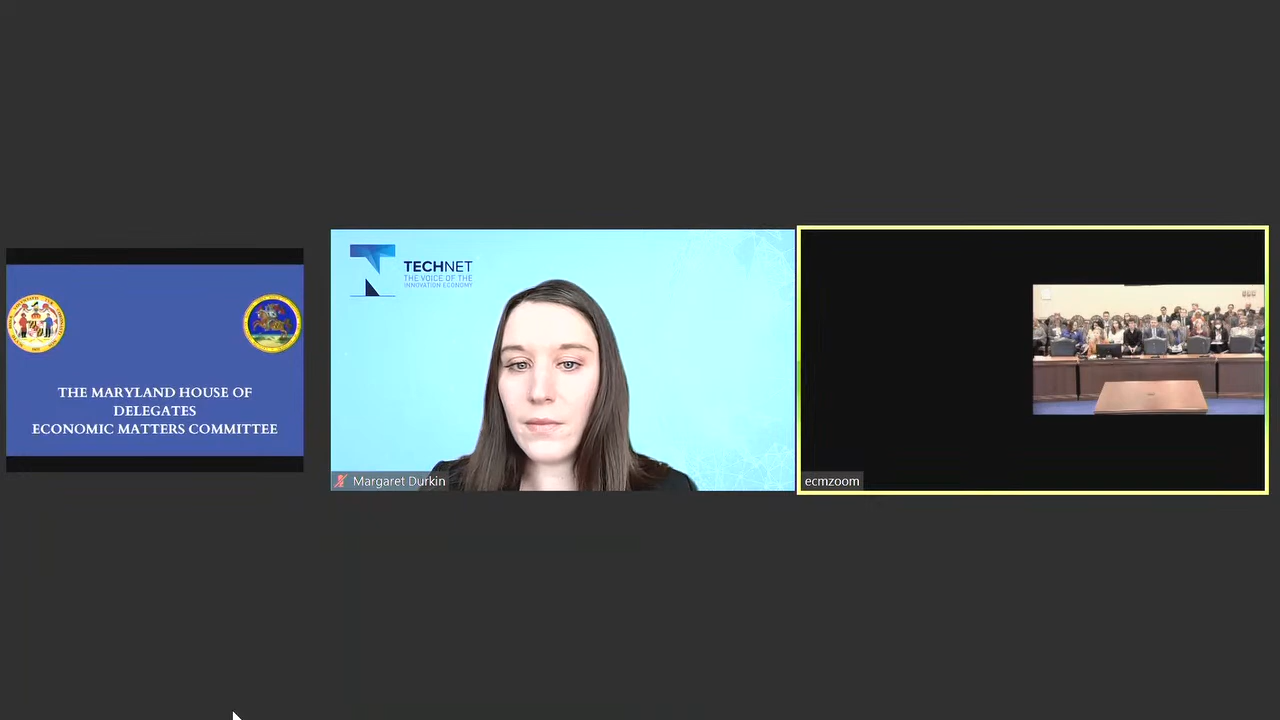 THE MARYLAND HOUSE OF
DELEGATES
ECONOMIC MATTERS COMMITTEE
TECHNET
THE VOICE OF THE
INNOVATION ECONOMY
Margaret Durkin
ecmzoom